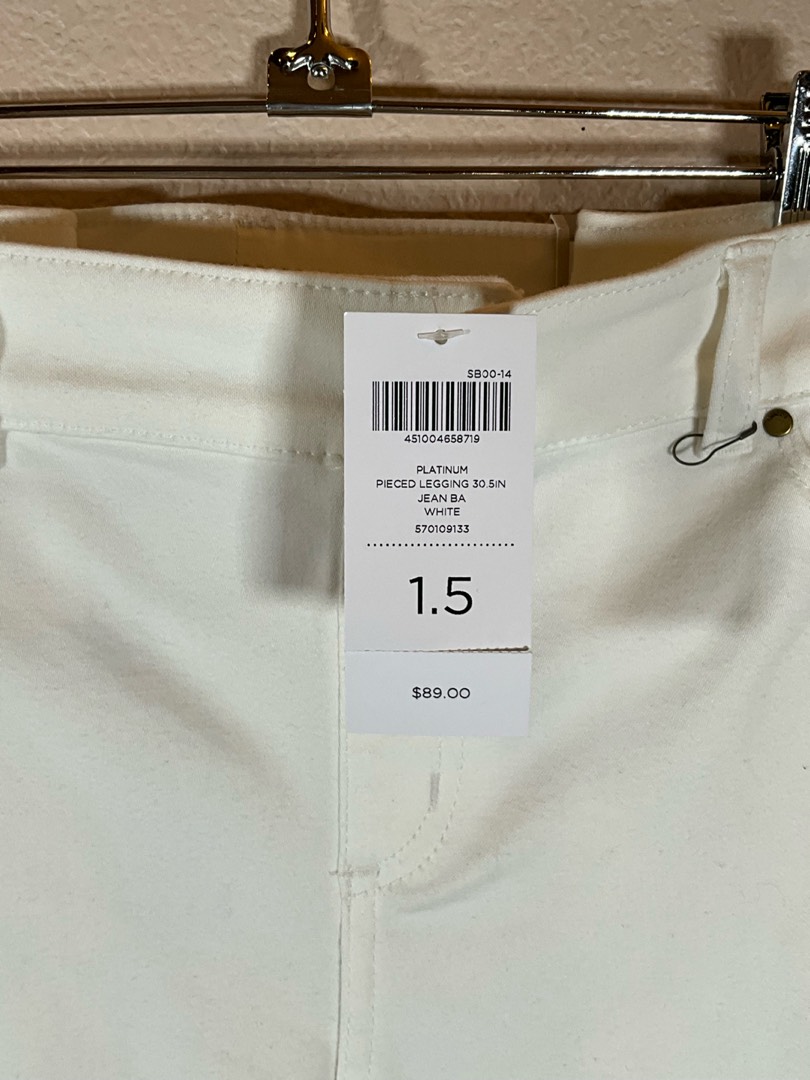 SB00-14
451004658719
PLATINUM
PIECED LEGGING 30.5IN
JEAN BA
WHITE
570109133
1.5
$89.00